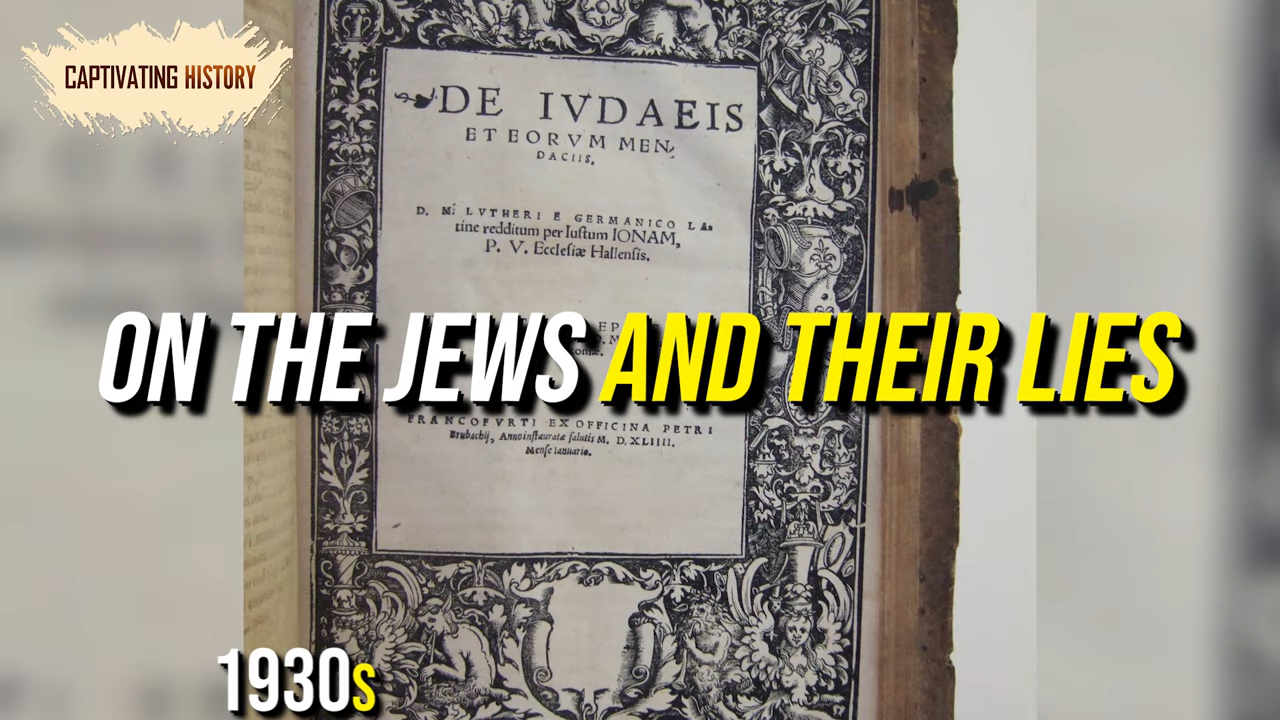 CAPTIVATING HISTORY
DE IVDAEIS
ET EORVM MEN
DACIIS.
D. M. LVTHERI È GERMANICO LA
tine redditum per Iustum IONAM,
P. V. Ecclesiæ Hallensis.
ON THE JEWS AND THEIR LIES
FRANCOFVRTI EX OFFICINA PETRI
Brubachij, Anno instauratæ salutis M. D. XLIIII.
Mense Ianuario.
1930s